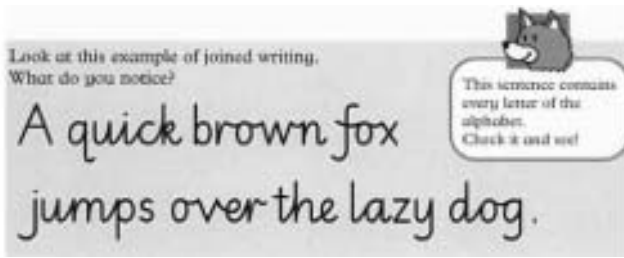 Look at this example of joined writing.
What do you notice?
This sentence contains
every letter of the
alphabet.
Check it and see!
A quick brown fox
jumps over the lazy dog.